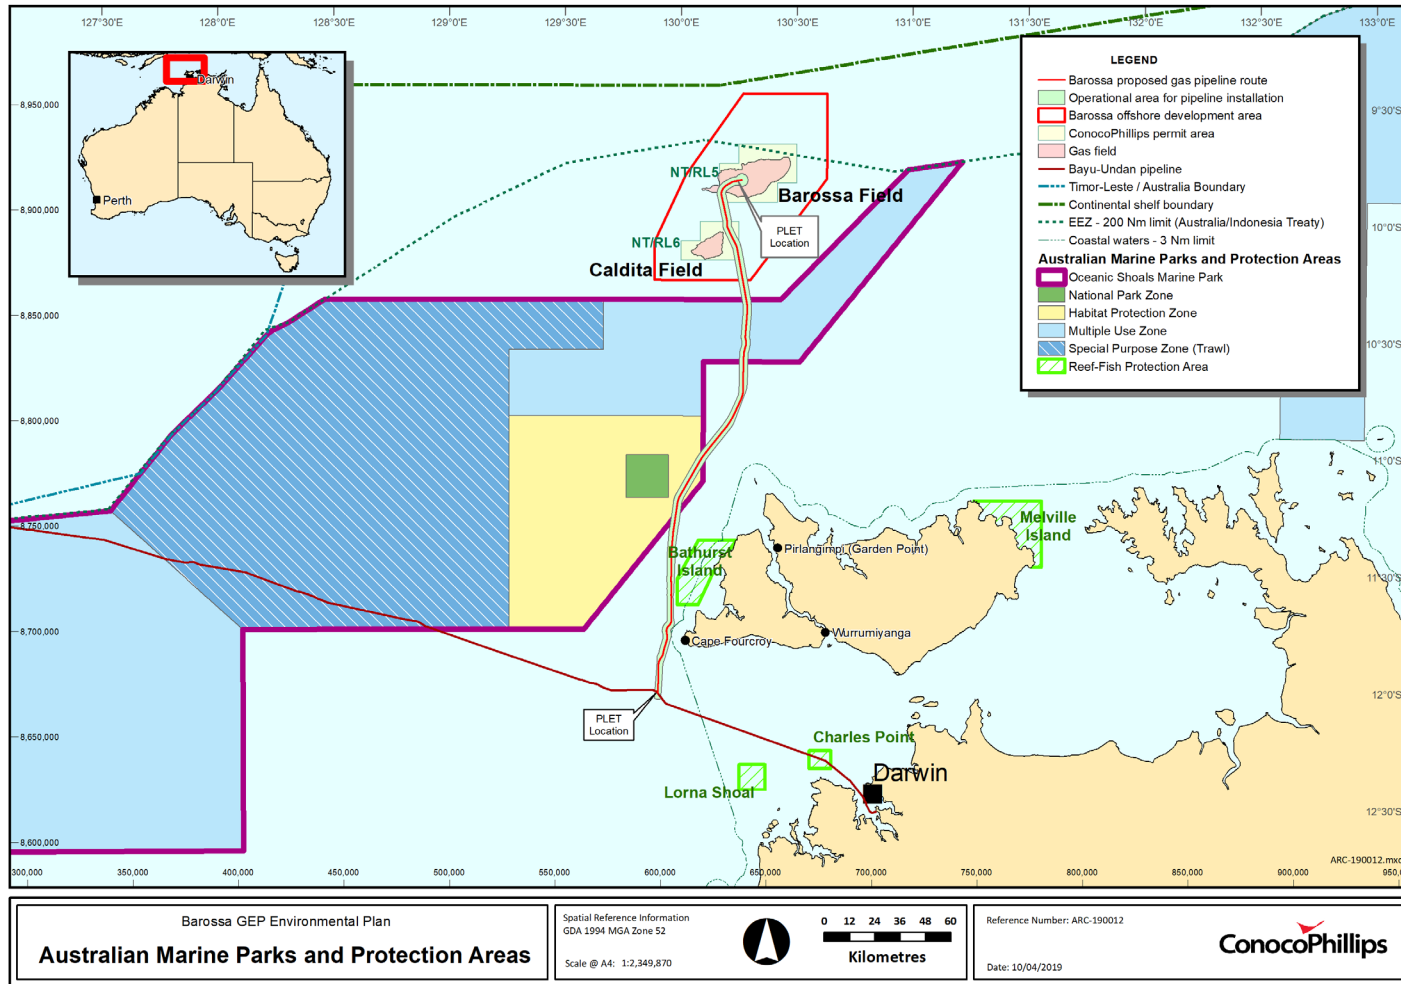 127°30'E
128°0'E
128°30'E
129°0'E
129°30'E
130°0'E
130°30'E
131°0'E
131°30'E
132°0'E
132°30'E
133°0'E
Darwin
Perth
8,950,000
8,900,000
8,850,000
8,800,000
8,750,000
8,700,000
8,650,000
8,600,000
LEGEND
Barossa proposed gas pipeline route
Operational area for pipeline installation
Barossa offshore development area
ConocoPhillips permit area
Gas field
Bayu-Undan pipeline
Timor-Leste / Australia Boundary
Continental shelf boundary
EEZ - 200 Nm limit (Australia/Indonesia Treaty)
Coastal waters - 3 Nm limit
Australian Marine Parks and Protection Areas
Oceanic Shoals Marine Park
National Park Zone
Habitat Protection Zone
Multiple Use Zone
Special Purpose Zone (Trawl)
Reef-Fish Protection Area
9°30'S
10°0'S
10°30'S
11°0'S
11°30'S
12°0'S
12°30'S
NT/RL5
Barossa Field
PLET
Location
NT/RL6
Caldita Field
Melville
Island
Bathurst
Island
Pirlangimpi (Garden Point)
Wurrumiyanga
Cape Fourcroy
PLET
Location
Charles Point
Lorna Shoal
Darwin
ARC-190012.mxd
300,000
350,000
400,000
450,000
500,000
550,000
600,000
650,000
700,000
750,000
800,000
850,000
900,000
Barossa GEP Environmental Plan
Australian Marine Parks and Protection Areas
Spatial Reference Information
GDA 1994 MGA Zone 52
Scale @ A4: 1:2,349,870
0 12 24 36 48 60
Kilometres
Reference Number: ARC-190012
Date: 10/04/2019
ConocoPhillips